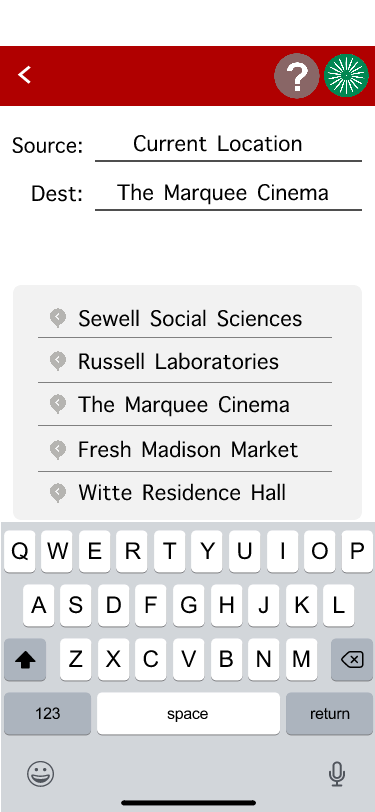 ?
Source: Current Location
Dest: The Marquee Cinema
Sewell Social Sciences
Russell Laboratories
The Marquee Cinema
Fresh Madison Market
Witte Residence Hall
Q W E R T Y U I O P
A S D F G H J K L
Z X C V B N M
123 space return